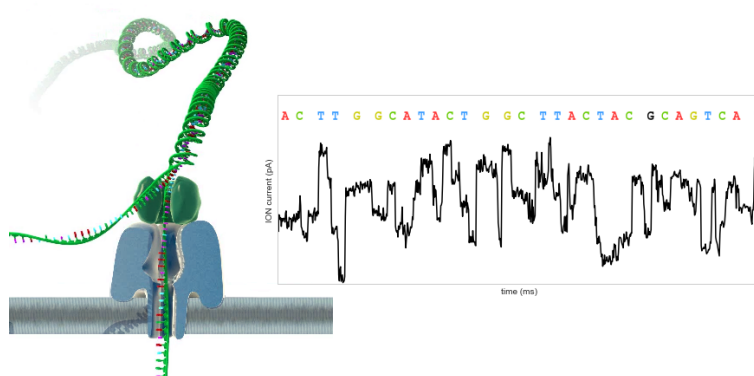 A C T T G G C A T A C T G G C T T A C T A C G C A G T C A
ION current (pA)
time (ms)